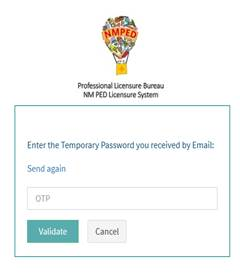 NMPED
Professional Licensure Bureau
NM PED Licensure System
Enter the Temporary Password you received by Email:
Send again
OTP
Validate
Cancel